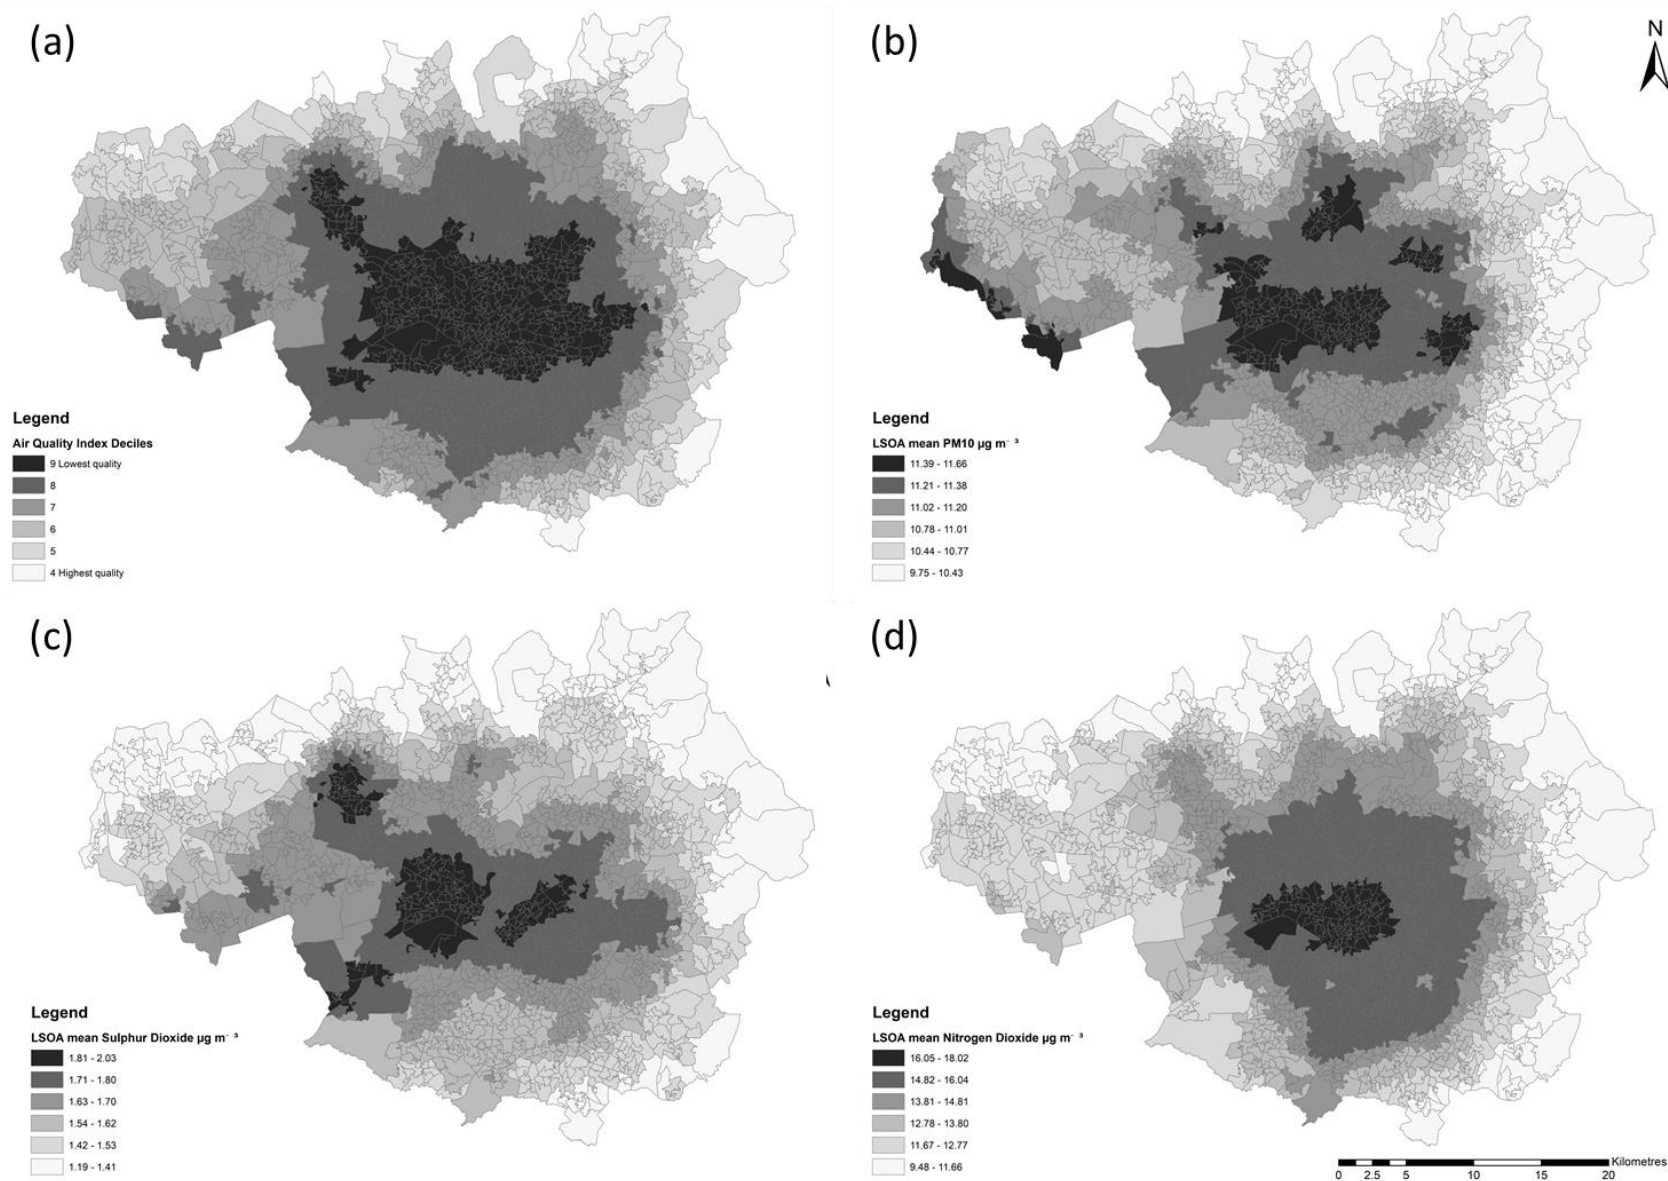 (a)
Legend
Air Quality Index Deciles
9 Lowest quality
8
7
6
5
4 Highest quality
(b)
N
Legend
LSOA mean PM10 µg m⁻ ³
11.39 - 11.66
11.21 - 11.38
11.02 - 11.20
10.78 - 11.01
10.44 - 10.77
9.75 - 10.43
(c)
Legend
LSOA mean Sulphur Dioxide µg m⁻ ³
1.81 - 2.03
1.71 - 1.80
1.63 - 1.70
1.54 - 1.62
1.42 - 1.53
1.19 - 1.41
(d)
Legend
LSOA mean Nitrogen Dioxide µg m⁻ ³
16.05 - 18.02
14.82 - 16.04
13.81 - 14.81
12.78 - 13.80
11.67 - 12.77
9.48 - 11.66
Kilometres
0 2.5 5 10 15 20